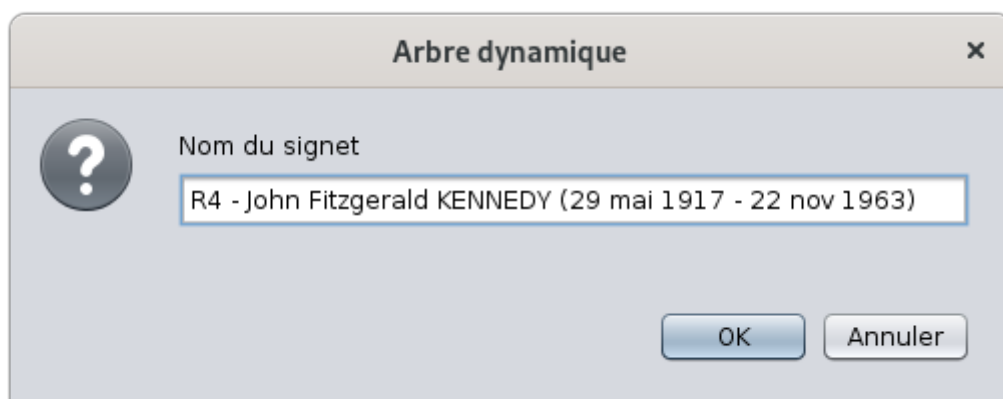 Arbre dynamique
Nom du signet
R4 - John Fitzgerald KENNEDY (29 mai 1917 - 22 nov 1963)
OK
Annuler